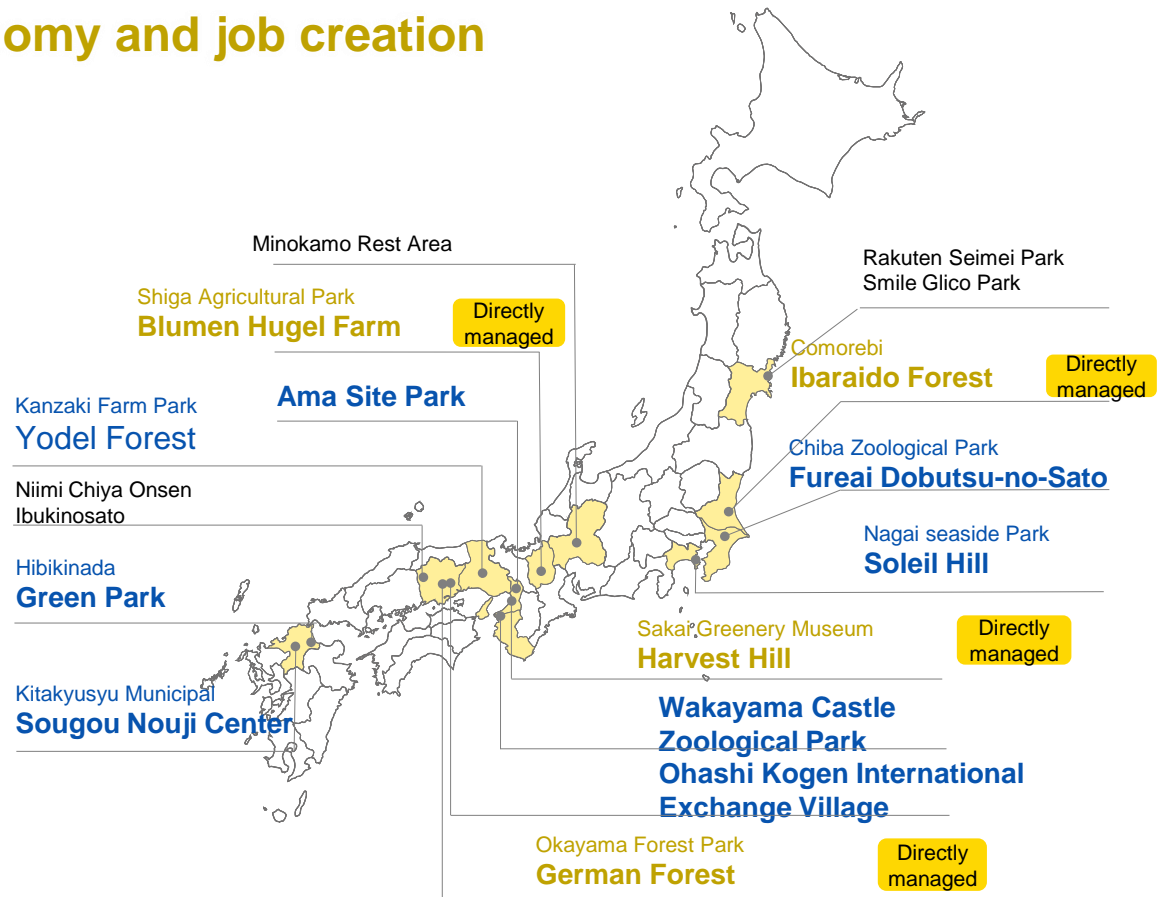 omy and job creation
Minokamo Rest Area
Rakuten Seimei Park
Smile Glico Park
Shiga Agricultural Park
Blumen Hugel Farm
Directly
managed
Comorebi
Ibaraido Forest
Directly
managed
Ama Site Park
Kanzaki Farm Park
Yodel Forest
Chiba Zoological Park
Fureai Dobutsu-no-Sato
Niimi Chiya Onsen
Ibukinosato
Nagai seaside Park
Soleil Hill
Hibikinada
Green Park
Sakai Greenery Museum
Harvest Hill
Directly
managed
Kitakyusyu Municipal
Sougou Nouji Center
Wakayama Castle
Zoological Park
Ohashi Kogen International
Exchange Village
Okayama Forest Park
German Forest
Directly
managed